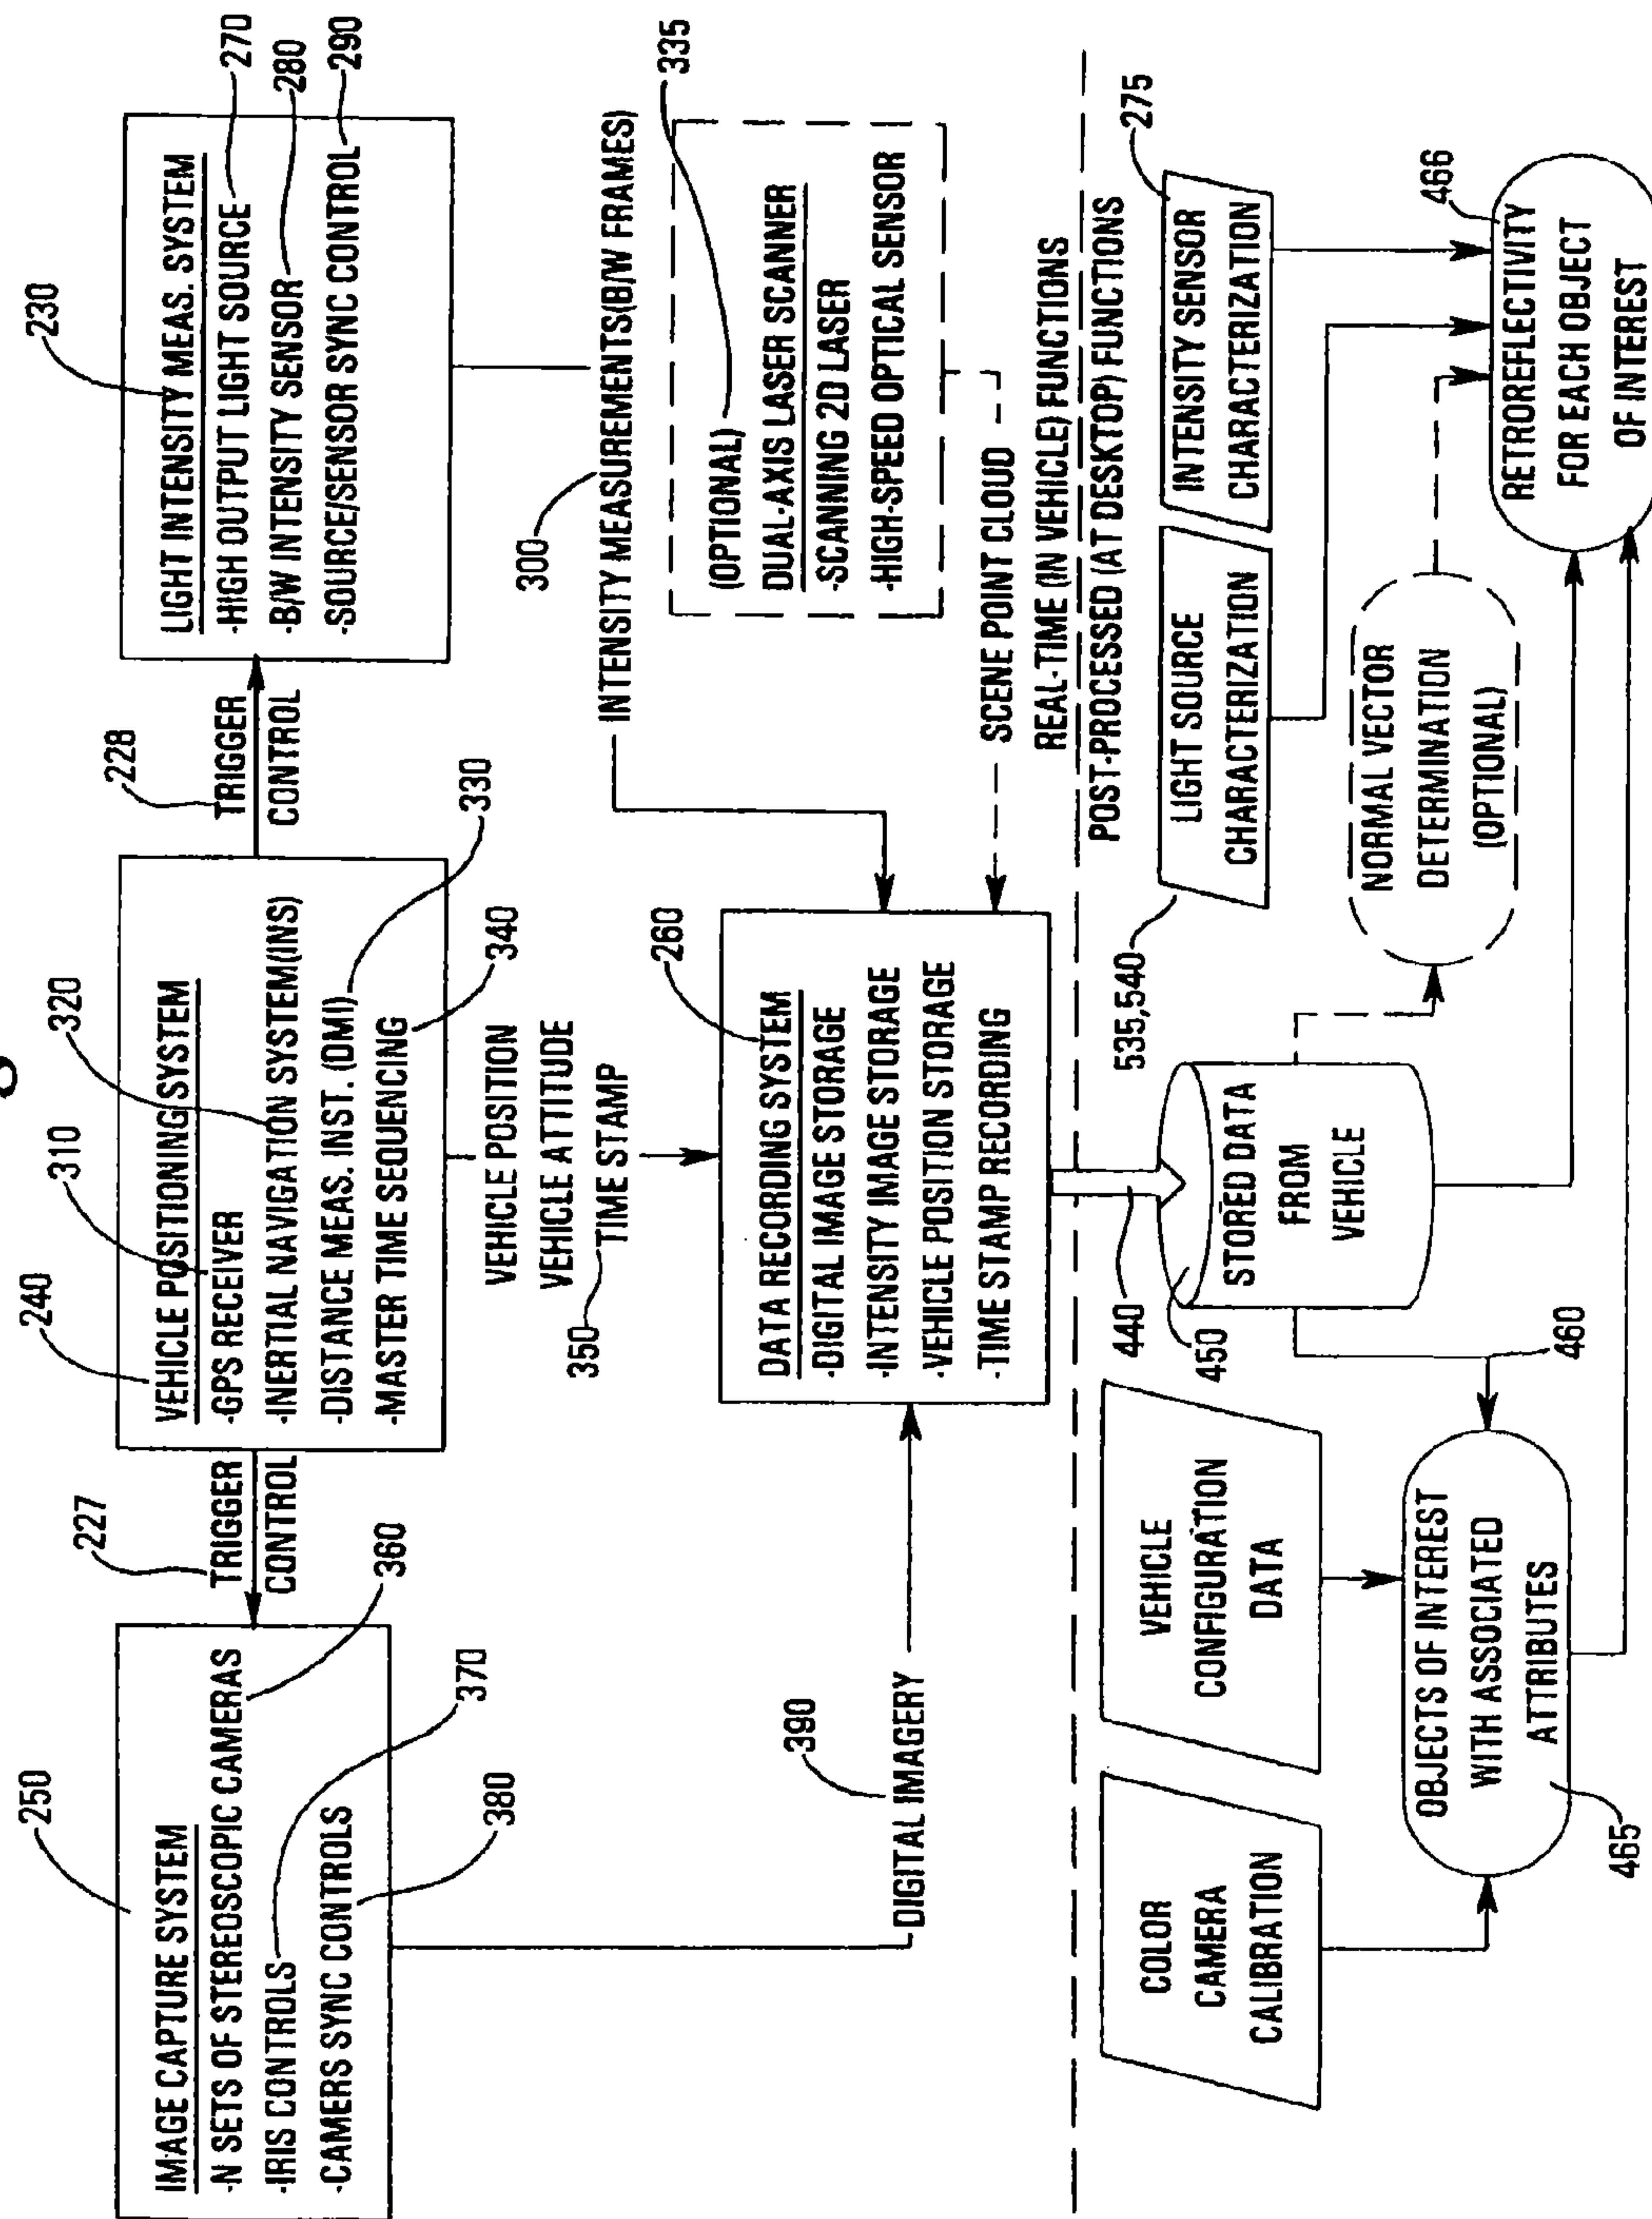 250
IMAGE CAPTURE SYSTEM
-N SETS OF STEREOSCOPIC CAMERAS
360
-IRIS CONTROLS
370
-CAMERS SYNC CONTROLS
380
227
TRIGGER
CONTROL
240
310
320
VEHICLE POSITIONING SYSTEM
-GPS RECEIVER
-INERTIAL NAVIGATION SYSTEM(INS)
-DISTANCE MEAS. INST. (DMI)
330
-MASTER TIME SEQUENCING
340
228
TRIGGER
CONTROL
230
LIGHT INTENSITY MEAS. SYSTEM
-HIGH OUTPUT LIGHT SOURCE
270
-B/W INTENSITY SENSOR
280
-SOURCE/SENSOR SYNC CONTROL
290
VEHICLE POSITION
VEHICLE ATTITUDE
350
TIME STAMP
300
INTENSITY MEASUREMENTS(B/W FRAMES)
335
(OPTIONAL)
DUAL-AXIS LASER SCANNER
-SCANNING 2D LASER
-HIGH-SPEED OPTICAL SENSOR
390
DIGITAL IMAGERY
260
DATA RECORDING SYSTEM
-DIGITAL IMAGE STORAGE
-INTENSITY IMAGE STORAGE
-VEHICLE POSITION STORAGE
-TIME STAMP RECORDING
SCENE POINT CLOUD
REAL-TIME (IN VEHICLE) FUNCTIONS
POST-PROCESSED (AT DESKTOP) FUNCTIONS
COLOR
CAMERA
CALIBRATION
VEHICLE
CONFIGURATION
DATA
440
450
STORED DATA
FROM
VEHICLE
535,540
LIGHT SOURCE
CHARACTERIZATION
275
INTENSITY SENSOR
CHARACTERIZATION
460
NORMAL VECTOR
DETERMINATION
(OPTIONAL)
OBJECTS OF INTEREST
WITH ASSOCIATED
ATTRIBUTES
465
466
RETROREFLECTIVITY
FOR EACH OBJECT
OF INTEREST